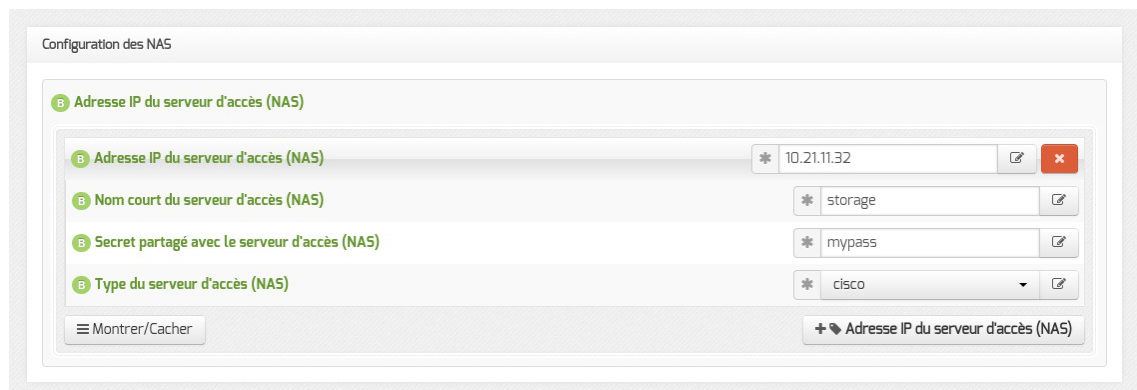 Configuration des NAS
B Adresse IP du serveur d'accès (NAS)
B Adresse IP du serveur d'accès (NAS) 10.21.11.32
B Nom court du serveur d'accès (NAS) storage
B Secret partagé avec le serveur d'accès (NAS) mypass
B Type du serveur d'accès (NAS) cisco
Montrer/Cacher Adresse IP du serveur d'accès (NAS)